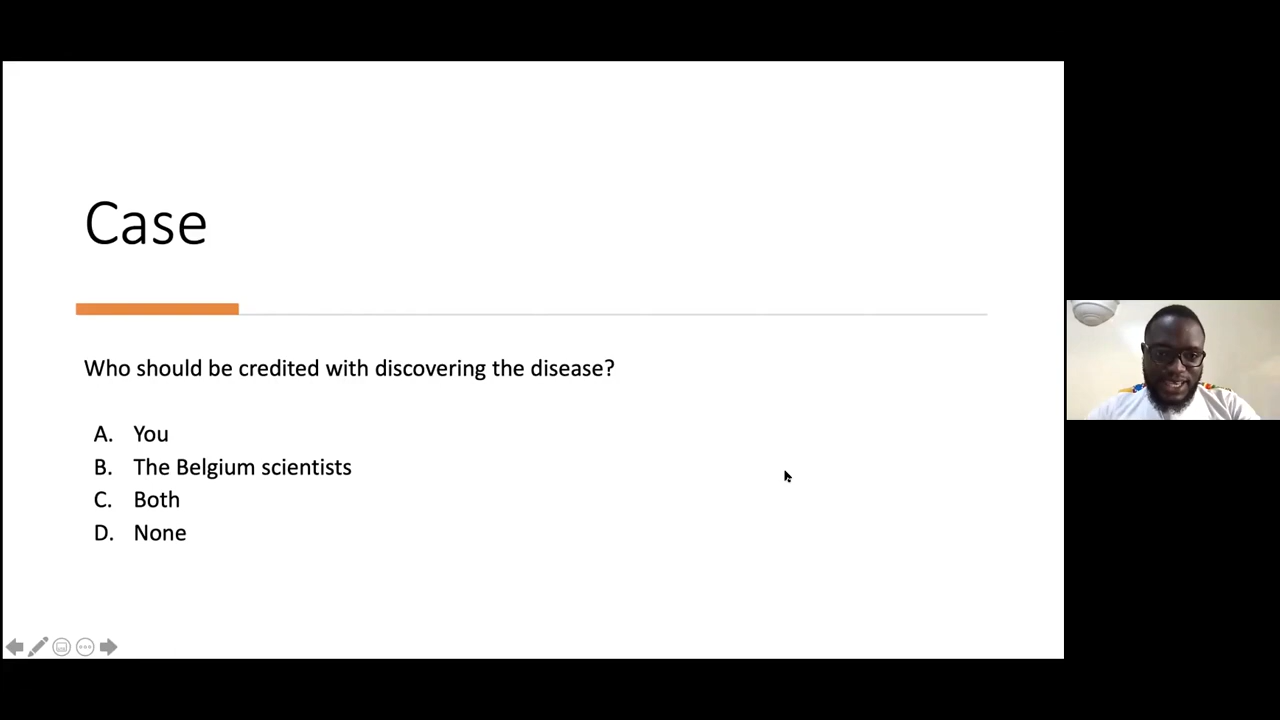 Case
Who should be credited with discovering the disease?
A. You
B. The Belgium scientists
C. Both
D. None